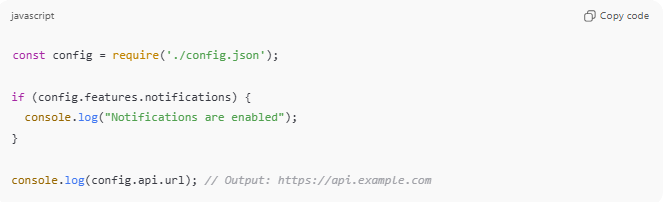 javascript
Copy code
const config = require('./config.json');
if (config.features.notifications) {
console.log("Notifications are enabled");
}
console.log(config.api.url); // Output: https://api.example.com